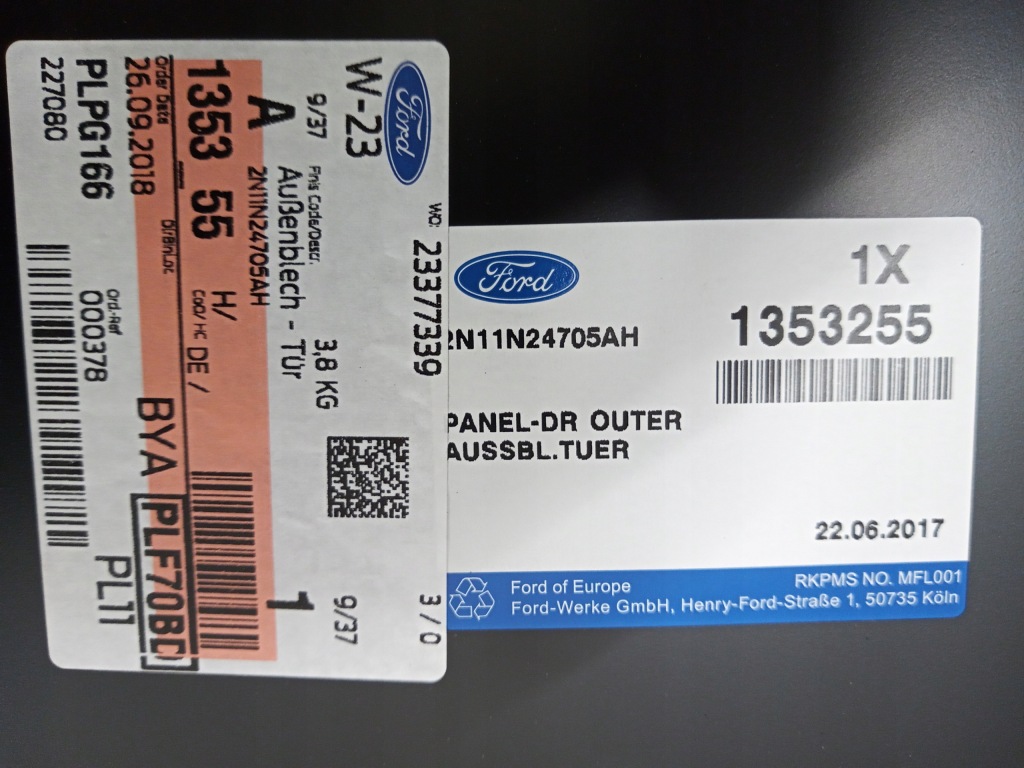 Ford
WO: 23377339 3 / 0
W-23
9/37 3,8 KG 9/37
Finis Code/Descr.
Außenblech - Tür
2N11N24705AH
A 1
1353 55 H/
Coo/ HC DE /
Order Date Dlr/BinLoc
26.09.2018 BYA PLF70BC
Ord.-Ref
PLPG166 000378 PL11
227080
Ford
1X
2N11N24705AH
1353255
PANEL-DR OUTER
AUSSBL.TUER
22.06.2017
Ford of Europe RKPMS NO. MFL001
Ford-Werke GmbH, Henry-Ford-Straße 1, 50735 Köln